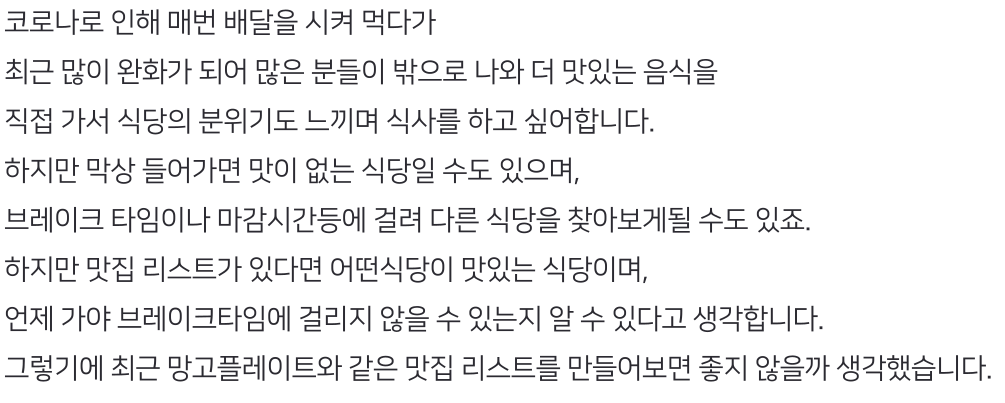 코로나로 인해 매번 배달을 시켜 먹다가
최근 많이 완화가 되어 많은 분들이 밖으로 나와 더 맛있는 음식을
직접 가서 식당의 분위기도 느끼며 식사를 하고 싶어합니다.
하지만 막상 들어가면 맛이 없는 식당일 수도 있으며,
브레이크 타임이나 마감시간등에 걸려 다른 식당을 찾아보게될 수도 있죠.
하지만 맛집 리스트가 있다면 어떤식당이 맛있는 식당이며,
언제 가야 브레이크타임에 걸리지 않을 수 있는지 알 수 있다고 생각합니다.
그렇기에 최근 망고플레이트와 같은 맛집 리스트를 만들어보면 좋지 않을까 생각했습니다.